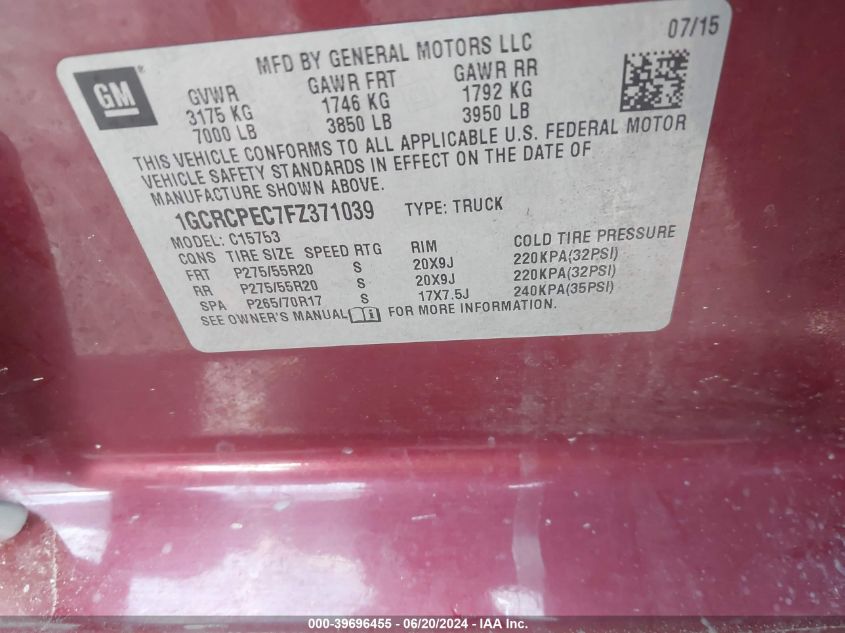 GM
®
MFD BY GENERAL MOTORS LLC
07/15
GVWR GAWR FRT GAWR RR
3175 KG 1746 KG 1792 KG
7000 LB 3850 LB 3950 LB
THIS VEHICLE CONFORMS TO ALL APPLICABLE U.S. FEDERAL MOTOR
VEHICLE SAFETY STANDARDS IN EFFECT ON THE DATE OF
MANUFACTURE SHOWN ABOVE.
1GCRCPEC7FZ371039 TYPE: TRUCK
MODEL: C15753
CQNS TIRE SIZE SPEED RTG RIM COLD TIRE PRESSURE
FRT P275/55R20 S 20X9J 220KPA(32PSI)
RR P275/55R20 S 20X9J 220KPA(32PSI)
SPA P265/70R17 S 17X7.5J 240KPA(35PSI)
SEE OWNER'S MANUAL i FOR MORE INFORMATION.
000-39696455 - 06/20/2024 - IAA Inc.